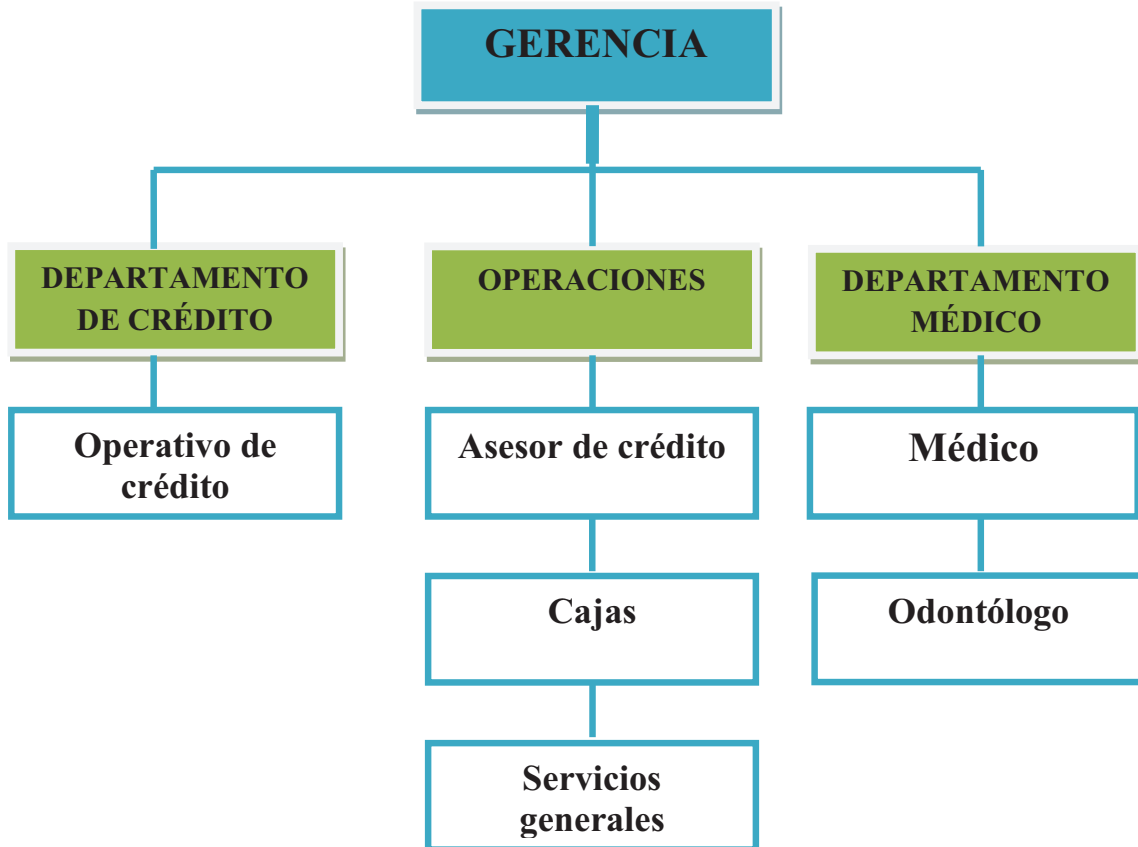 GERENCIA
DEPARTAMENTO
DE CRÉDITO
OPERACIONES
DEPARTAMENTO
MÉDICO
Operativo de
crédito
Asesor de crédito
Médico
Cajas
Odontólogo
Servicios
generales